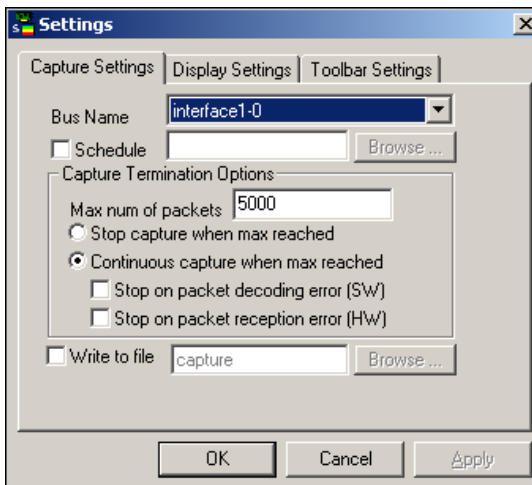 Settings
Capture Settings Display Settings Toolbar Settings
Bus Name interface1-0
Schedule Browse ...
Capture Termination Options
Max num of packets 5000
Stop capture when max reached
Continuous capture when max reached
Stop on packet decoding error (SW)
Stop on packet reception error (HW)
Write to file capture Browse ...
OK Cancel Apply